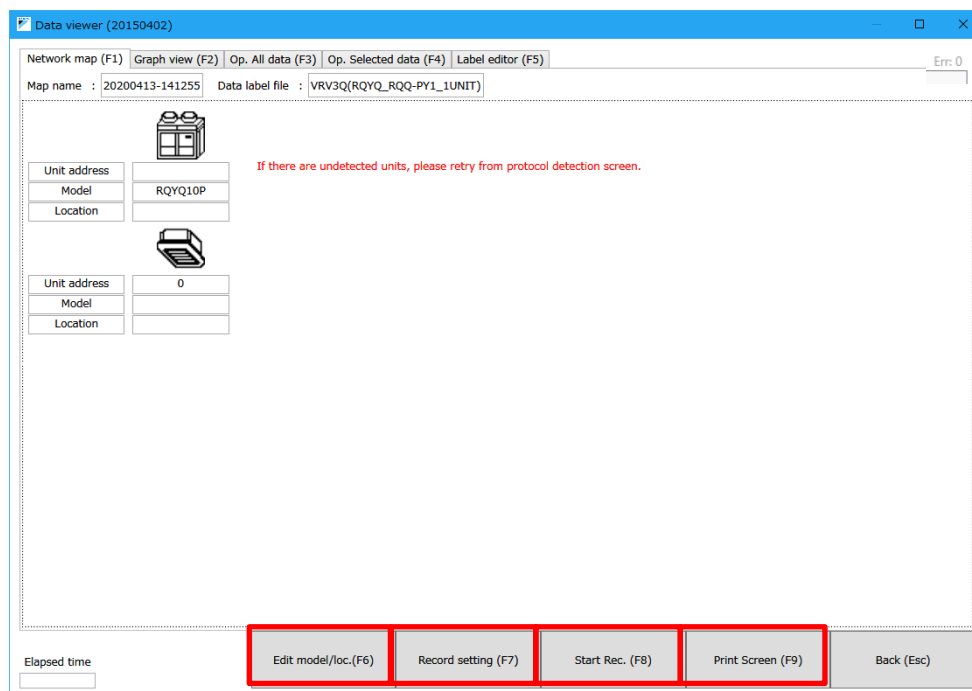 Data viewer (20150402)
Network map (F1) Graph view (F2) Op. All data (F3) Op. Selected data (F4) Label editor (F5)
Err: 0
Map name : 20200413-141255 Data label file : VRV3Q(RQYQ_RQQ-PY1_1UNIT)
If there are undetected units, please retry from protocol detection screen.
Unit address
Model RQYQ10P
Location
Unit address 0
Model
Location
Elapsed time
Edit model/loc.(F6) Record setting (F7) Start Rec. (F8) Print Screen (F9) Back (Esc)